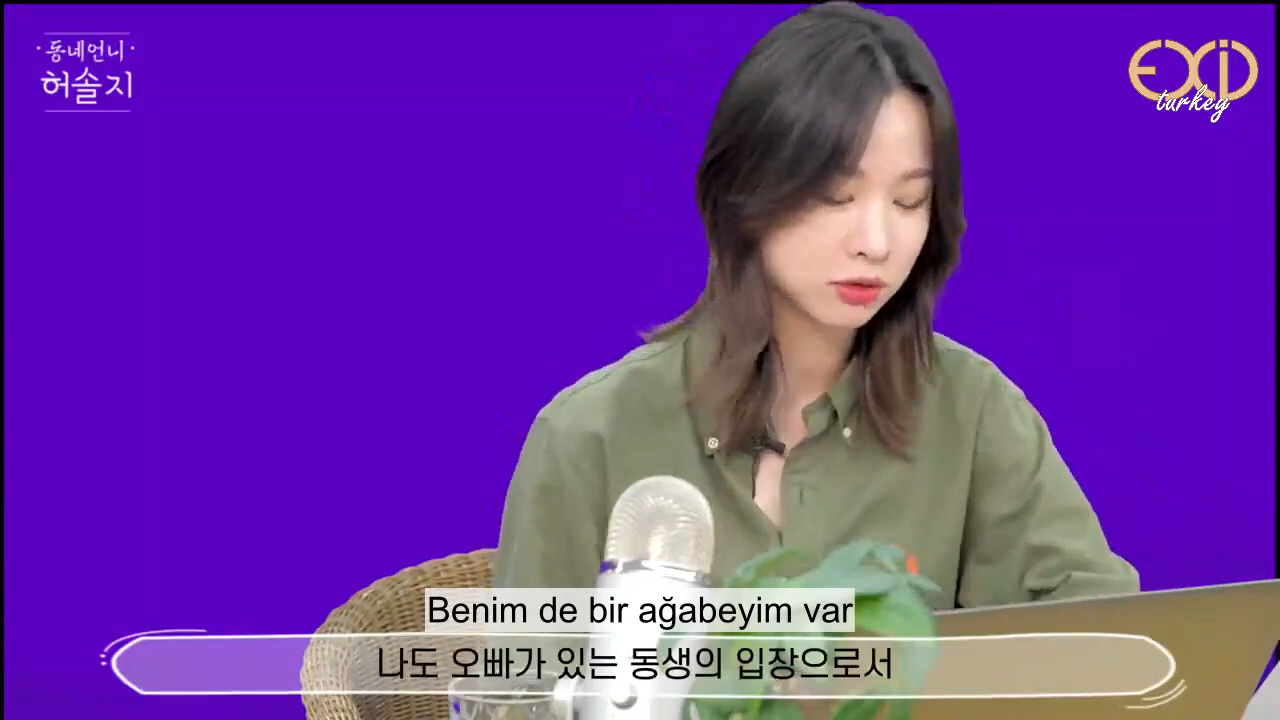 ·동네언니·
허솔지
EXID
turkey
Benim de bir ağabeyim var
나도 오빠가 있는 동생의 입장으로서